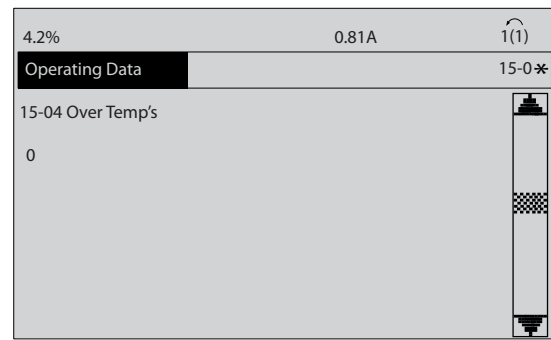 4.2% 0.81A 1(1)
Operating Data 15-0*
15-04 Over Temp's
0